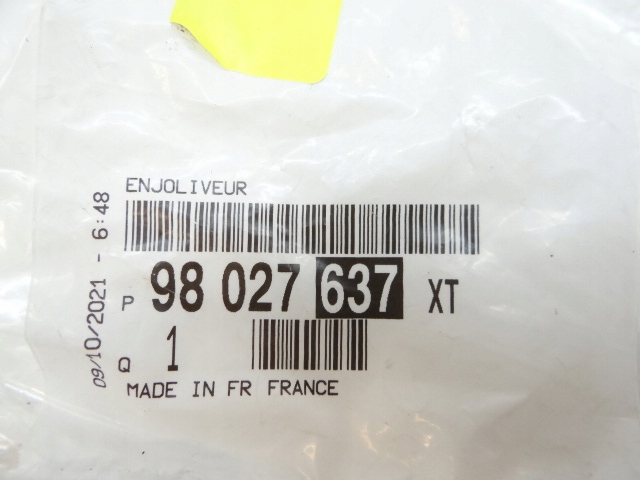 ENJOLIVEUR
P 98 027 637 XT
Q 1
MADE IN FR FRANCE
09/10/2021 - 6:48